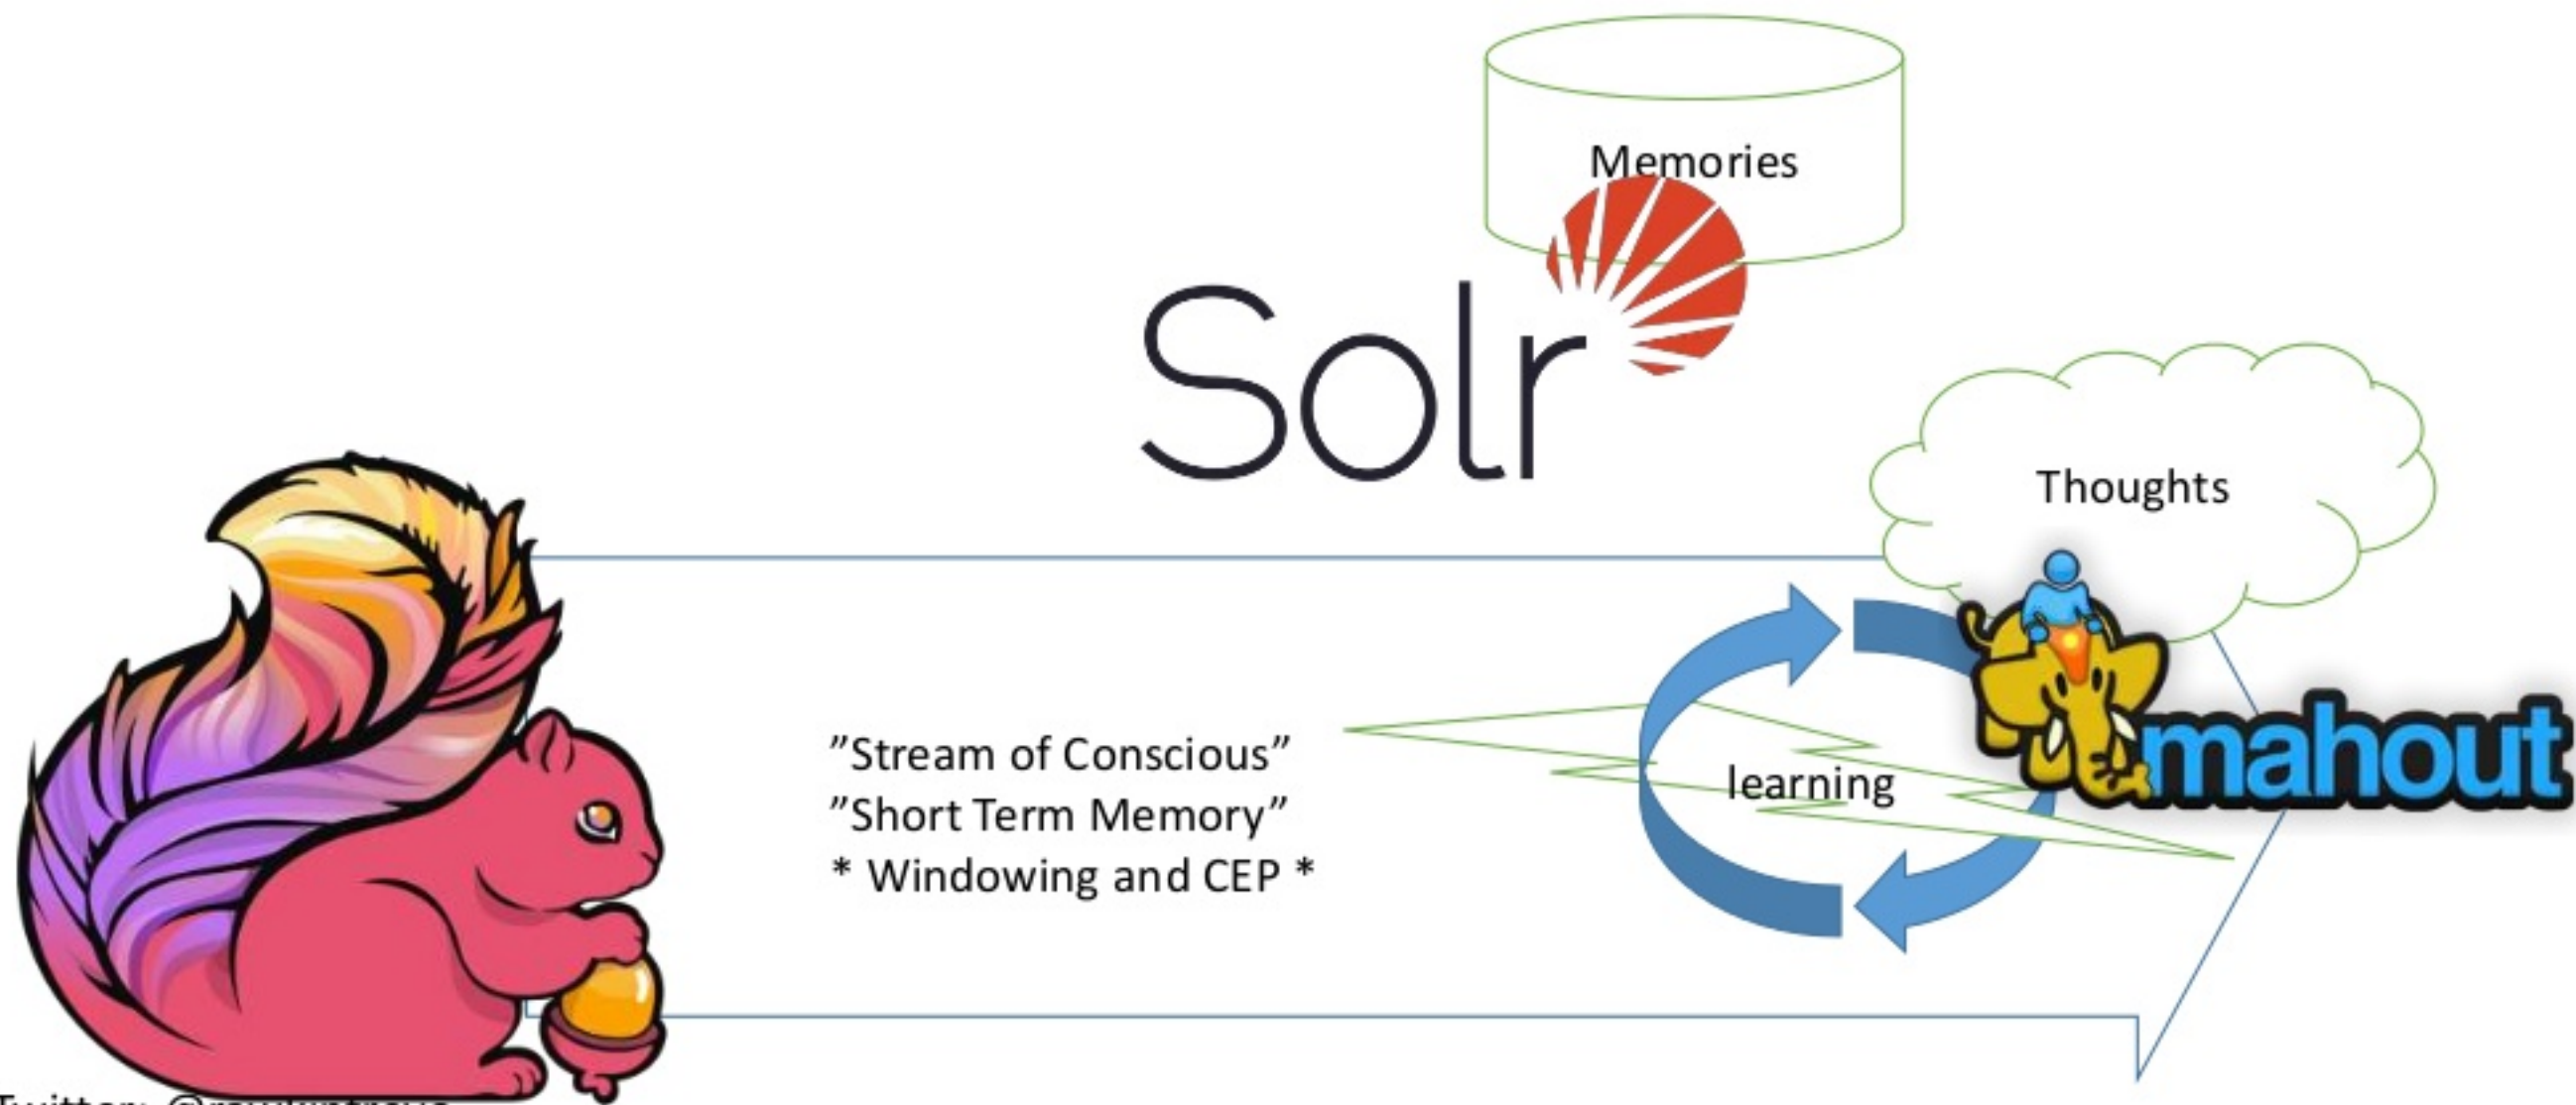 Memories
Solr
Thoughts
”Stream of Conscious”
”Short Term Memory”
* Windowing and CEP *
learning
mahout